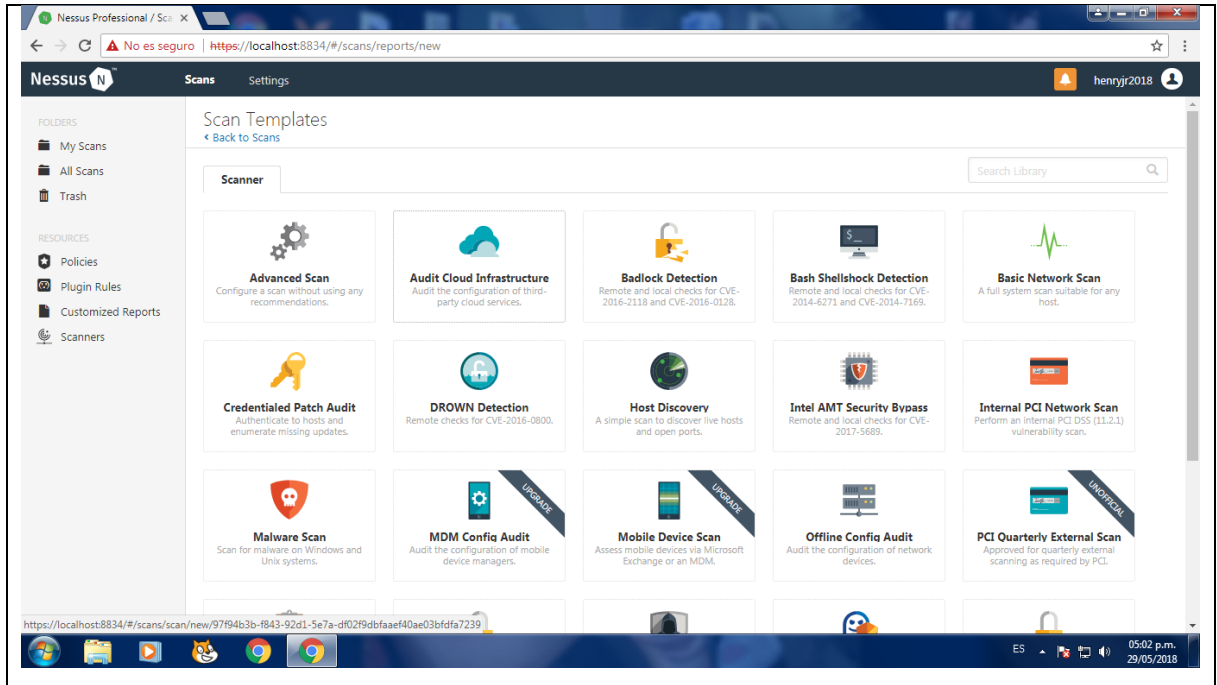 Nessus Professional / Sca
No es seguro | https://localhost:8834/#/scans/reports/new
Nessus N
Scans
Settings
henryjr2018
FOLDERS
My Scans
All Scans
Trash
RESOURCES
Policies
Plugin Rules
Customized Reports
Scanners
Scan Templates
Back to Scans
Scanner
Search Library
Advanced Scan
Configure a scan without using any
recommendations.
Audit Cloud Infrastructure
Audit the configuration of third-
party cloud services.
Badlock Detection
Remote and local checks for CVE-
2016-2118 and CVE-2016-0128.
$_
Bash Shellshock Detection
Remote and local checks for CVE-
2014-6271 and CVE-2014-7169.
Basic Network Scan
A full system scan suitable for any
host.
Credentialed Patch Audit
Authenticate to hosts and
enumerate missing updates.
DROWN Detection
Remote checks for CVE-2016-0800.
Host Discovery
A simple scan to discover live hosts
and open ports.
Intel AMT Security Bypass
Remote and local checks for CVE-
2017-5689.
Internal PCI Network Scan
Perform an internal PCI DSS (11.2.1)
vulnerability scan.
Malware Scan
Scan for malware on Windows and
Unix systems.
UPGRADE
MDM Config Audit
Audit the configuration of mobile
device managers.
UPGRADE
Mobile Device Scan
Assess mobile devices via Microsoft
Exchange or an MDM.
Offline Config Audit
Audit the configuration of network
devices.
UNOFFICIAL
PCI Quarterly External Scan
Approved for quarterly external
scanning as required by PCI.
https://localhost:8834/#/scans/scan/new/97f94b3b-f843-92d1-5e7a-df02f9dbfaaef40ae03bfdfa7239
ES
05:02 p.m.
29/05/2018